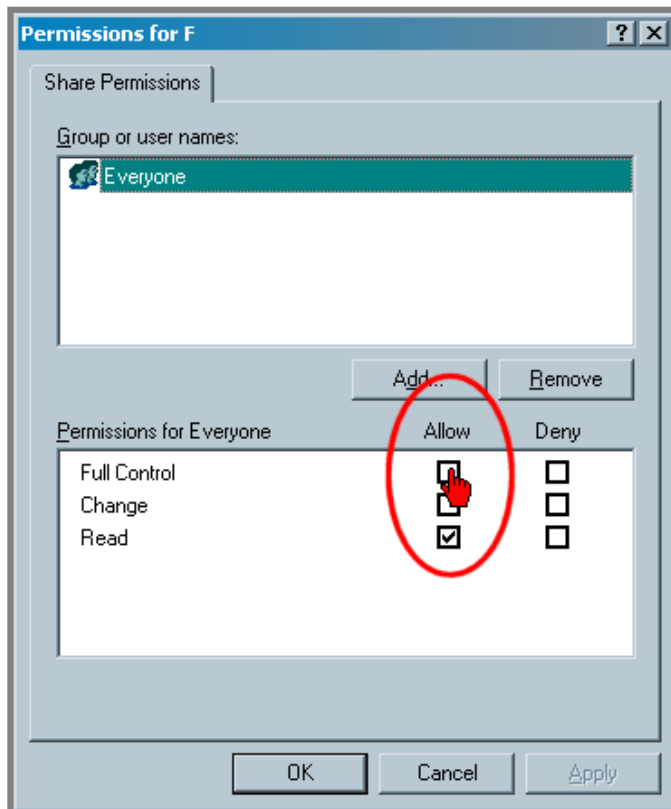 Permissions for F
Share Permissions
Group or user names:
Everyone
Add... Remove
Permissions for Everyone Allow Deny
Full Control
Change
Read
OK Cancel Apply